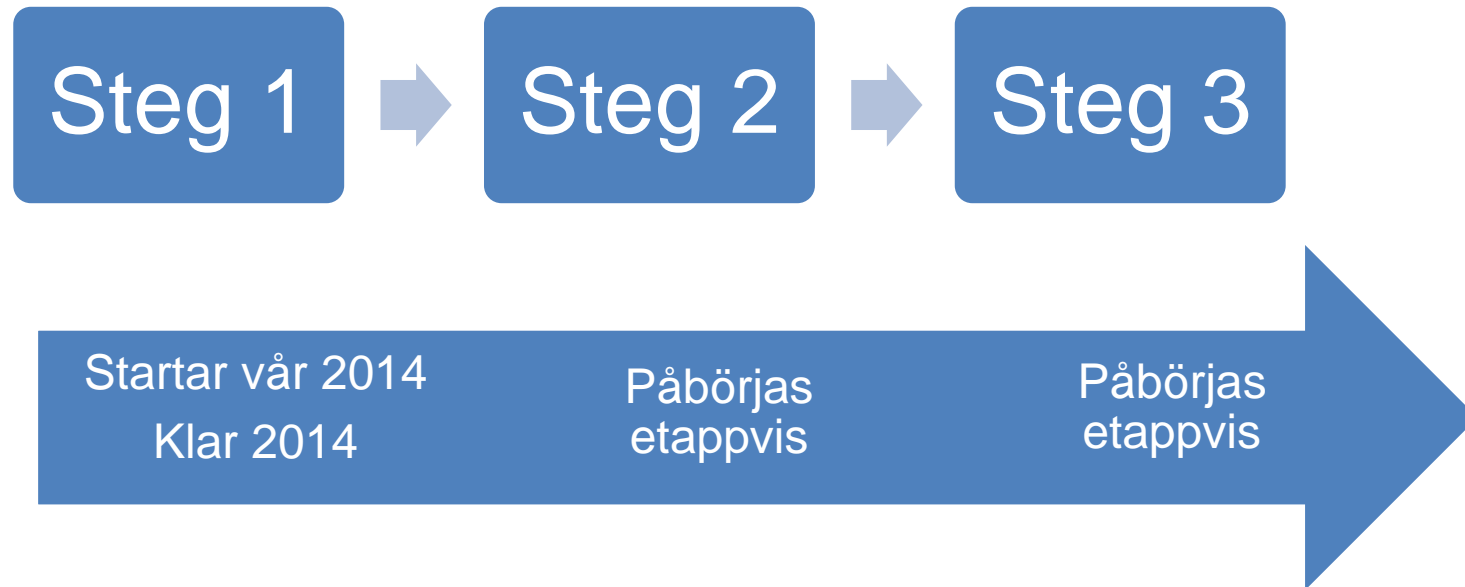 Steg 1
Steg 2
Steg 3
Startar vår 2014
Klar 2014
Påbörjas
etappvis
Påbörjas
etappvis